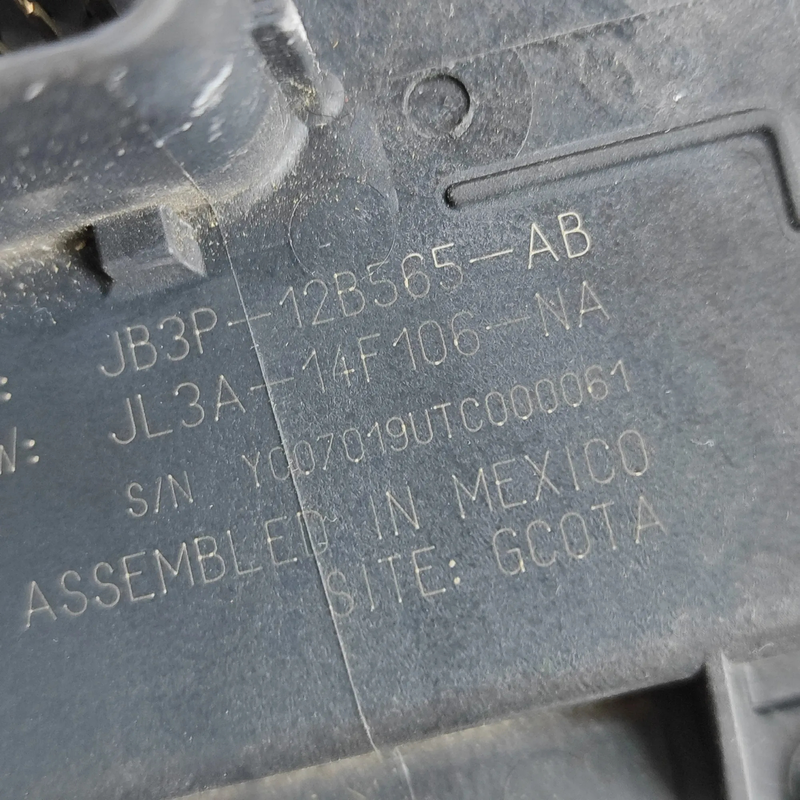 : JB3P-12B565-AB
W: JL3A-14F106-NA
S/N YC07019UTC000061
ASSEMBLED IN MEXICO
SITE: GCOTA